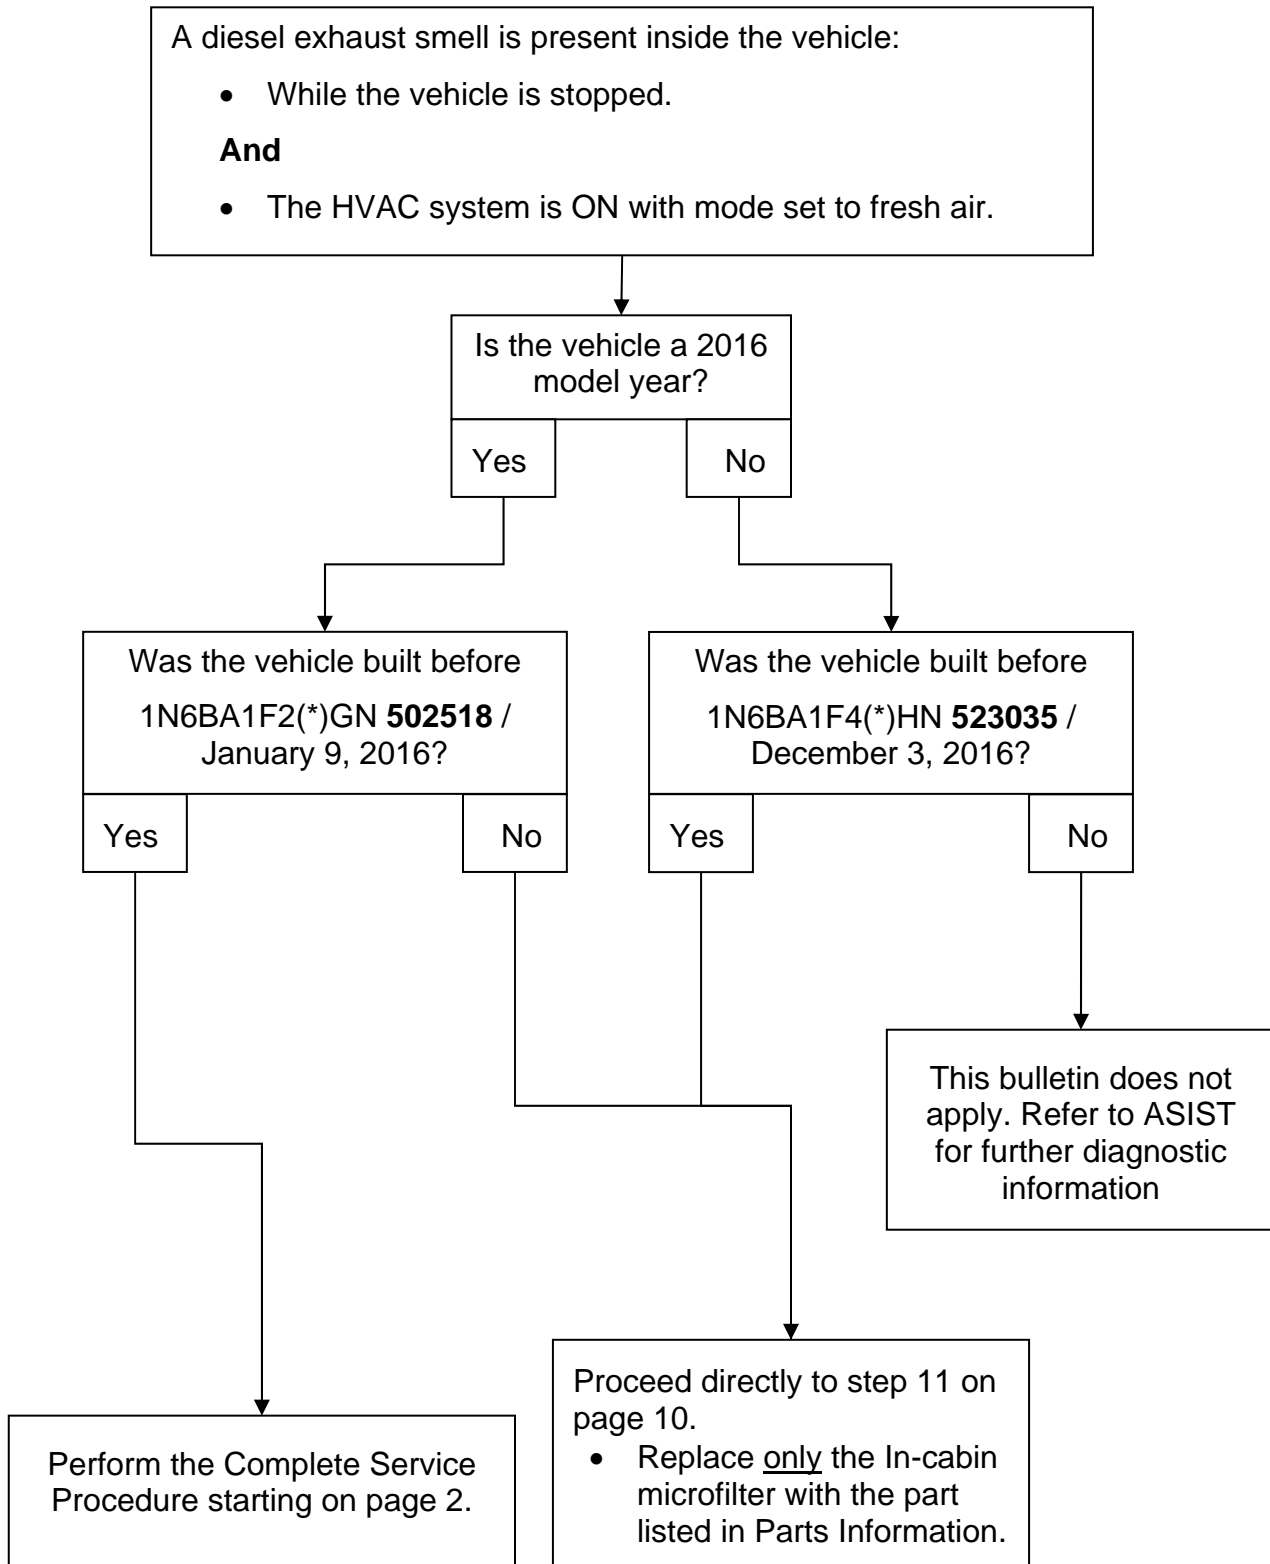 A diesel exhaust smell is present inside the vehicle:
• While the vehicle is stopped.
And
• The HVAC system is ON with mode set to fresh air.
Is the vehicle a 2016
model year?
Yes
No
Was the vehicle built before
1N6BA1F2(*)GN 502518 /
January 9, 2016?
Yes
No
Was the vehicle built before
1N6BA1F4(*)HN 523035 /
December 3, 2016?
Yes
No
This bulletin does not
apply. Refer to ASIST
for further diagnostic
information
Perform the Complete Service
Procedure starting on page 2.
Proceed directly to step 11 on
page 10.
• Replace only the In-cabin
microfilter with the part
listed in Parts Information.